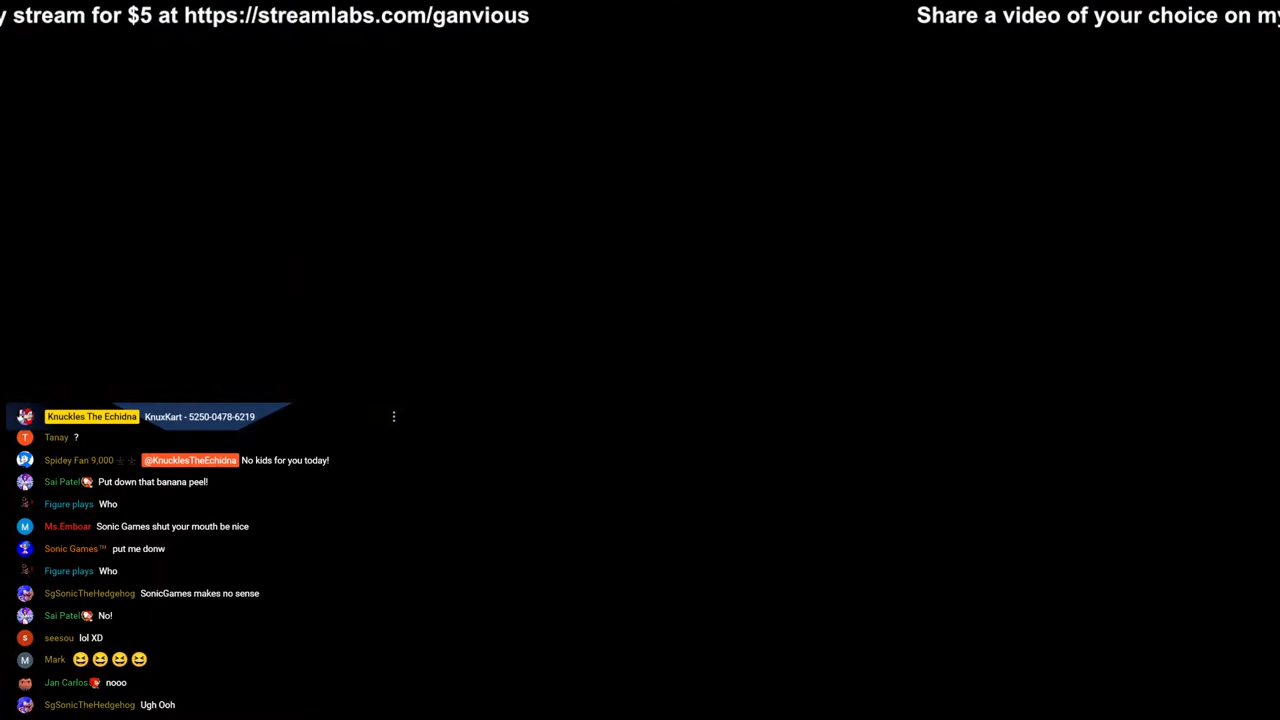 y stream for $5 at https://streamlabs.com/ganvious Share a video of your choice on my
Knuckles The Echidna KnuxKart - 5250-0478-6219
T Tanay ?
Spidey Fan 9,000 @KnucklesTheEchidna No kids for you today!
Sai Patel Put down that banana peel!
Figure plays Who
M Ms.Emboar Sonic Games shut your mouth be nice
Sonic Games™ put me donw
Figure plays Who
SgSonicTheHedgehog SonicGames makes no sense
Sai Patel No!
s seesou lol XD
M Mark 😆 😆 😆 😆
Jan Carlos nooo
SgSonicTheHedgehog Ugh Ooh